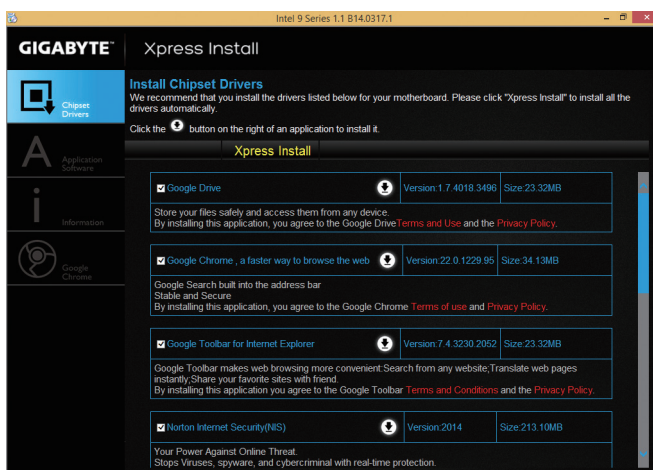 Intel 9 Series 1.1 B14.0317.1
GIGABYTE™
Xpress Install
Chipset
Drivers
Application
Software
Information
Google
Chrome
Install Chipset Drivers
We recommend that you install the drivers listed below for your motherboard. Please click "Xpress Install" to install all the
drivers automatically.
Click the button on the right of an application to install it.
Xpress Install
Google Drive Version:1.7.4018.3496 Size:23.32MB
Store your files safely and access them from any device.
By installing this application, you agree to the Google DriveTerms and Use and the Privacy Policy.
Google Chrome , a faster way to browse the web Version:22.0.1229.95 Size:34.13MB
Google Search built into the address bar
Stable and Secure
By installing this application, you agree to the Google Chrome Terms of use and Privacy Policy.
Google Toolbar for Internet Explorer Version:7.4.3230.2052 Size:23.32MB
Google Toolbar makes web browsing more convenient:Search from any website;Translate web pages
instantly;Share your favorite sites with friend.
By installing this application you agree to the Google Toolbar Terms and Conditions and the Privacy Policy.
Norton Internet Security(NIS) Version:2014 Size:213.10MB
Your Power Against Online Threat.
Stops Viruses, spyware, and cybercriminal with real-time protection.